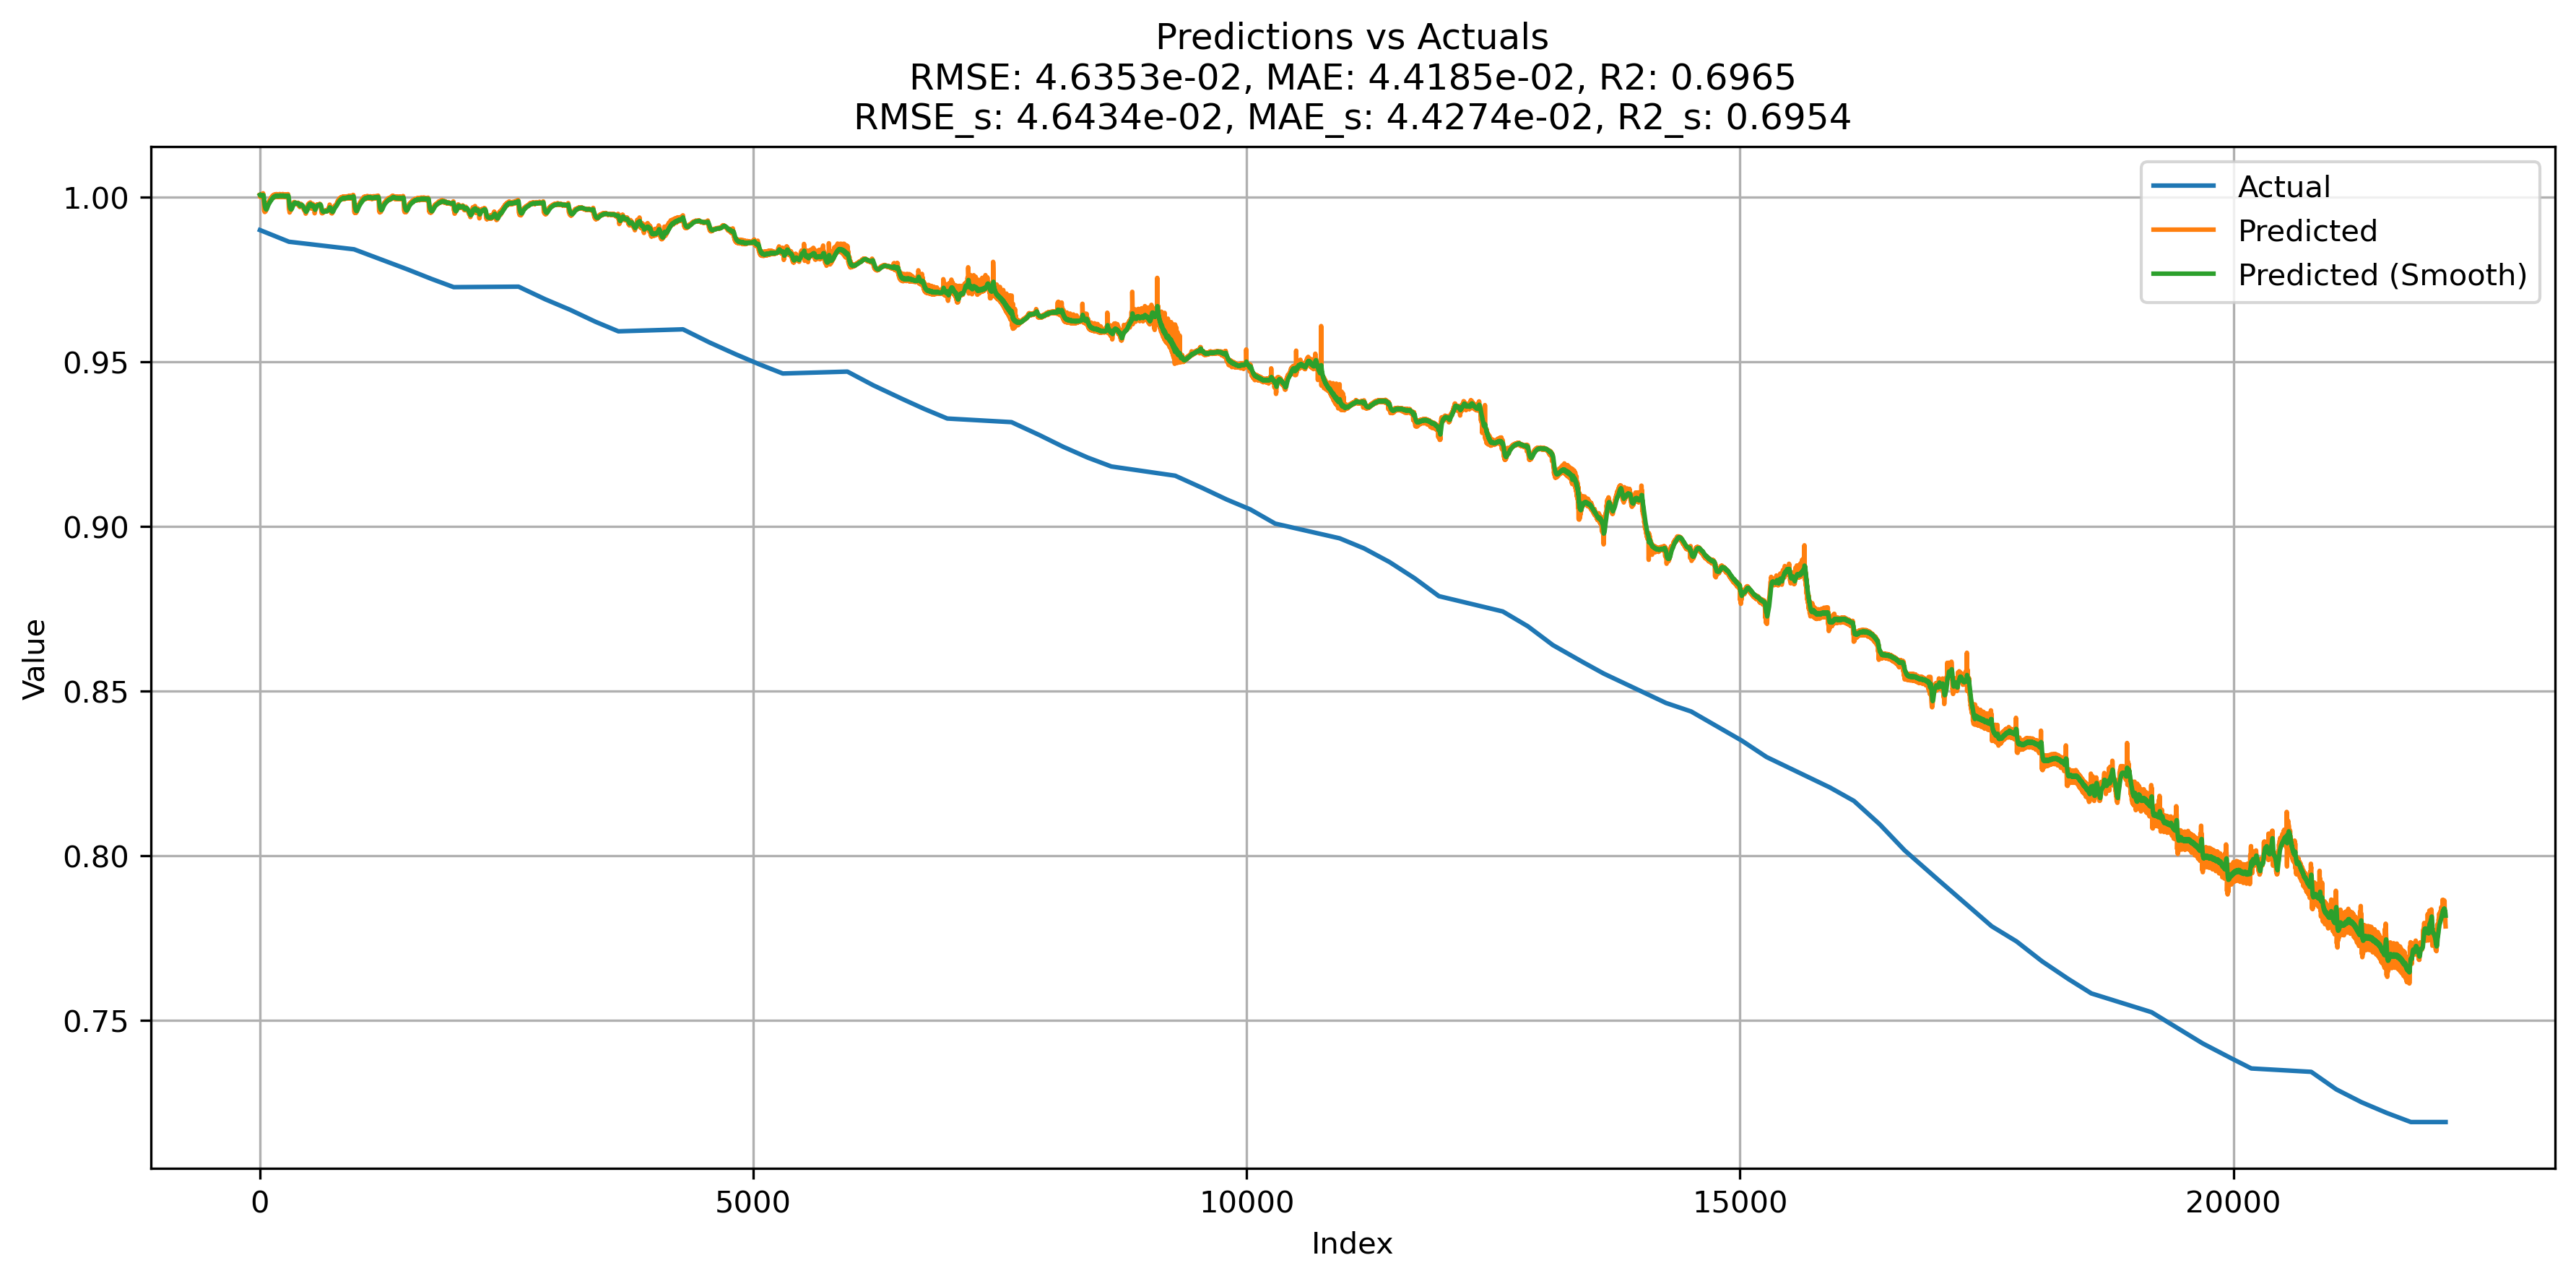 Predictions vs Actuals
RMSE: 4.6353e-02, MAE: 4.4185e-02, R2: 0.6965
RMSE_s: 4.6434e-02, MAE_s: 4.4274e-02, R2_s: 0.6954
Actual
Predicted
Predicted (Smooth)
Value
1.00
0.95
0.90
0.85
0.80
0.75
0 5000 10000 15000 20000
Index